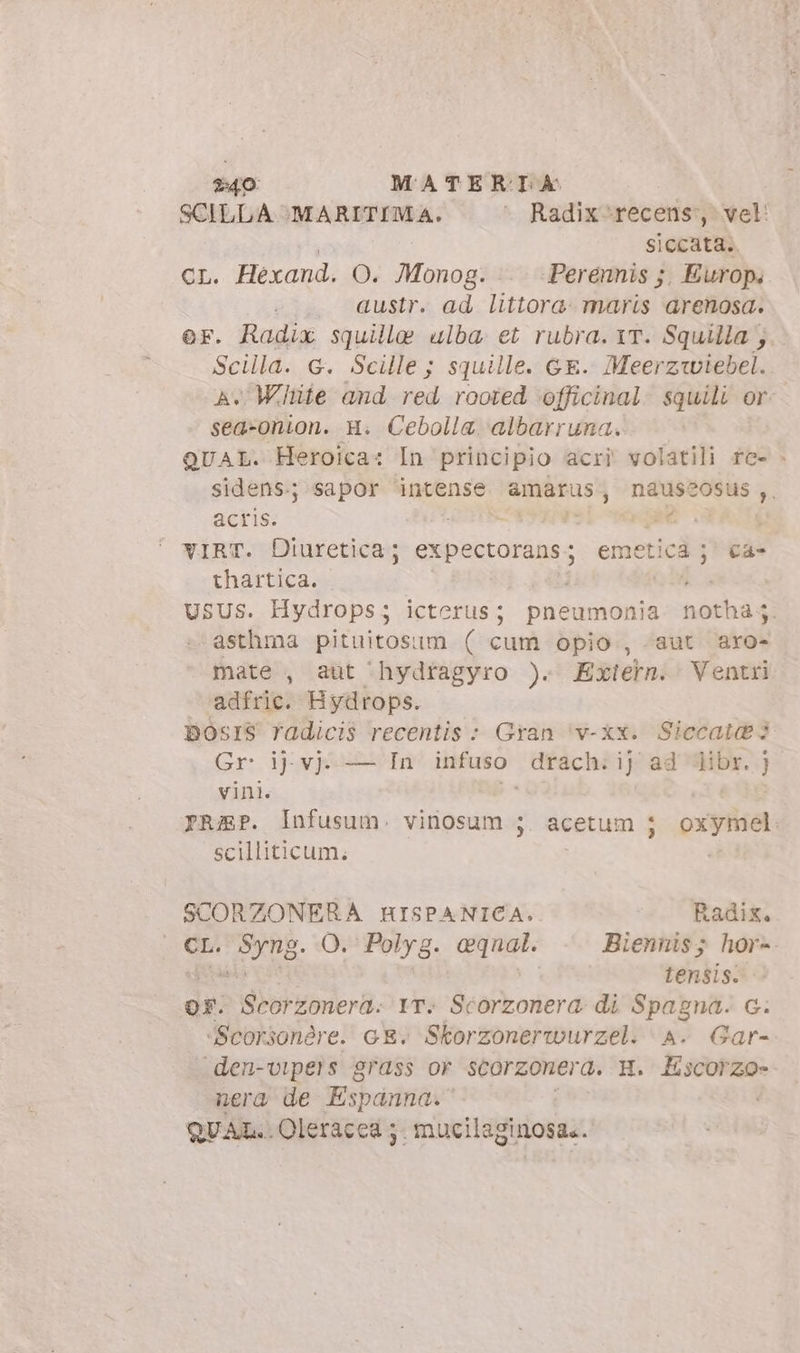 240 MATERIA
SCILLA MARITIMA. Radix recens, vel
siccata.
CL. Hexand. O. Monog. Perennis; Europ.
austr. ad littora maris arenosa.
OF. Radix squillæ alba et rubra. IT. Squilla,
Scilla. G. Scille; squille. GE. Meerzwiebel.
A. White and red rooted officinal squili or
sea-onion. H. Cebolla albarruna.
QUAL. Heroica: In principio acri volatili re-
sidens; sapor intense amarus, nauseosus,
acris.
VIRT. Diuretica; expectorans; emetica; ca-
thartica.
USUS. Hydrops; icterus; pneumonia notha;
asthma pituitosum ( cum opio, aut aro-
mate, aut hydragyro ). Extern. Ventri
adfric. Hydrops.
DOSIS radicis recentis: Gran v-xx. Siccatæ:
Gr. ij-vj. — In infuso drach. ij ad libr. j
vini.
PRÆP. Infusum vinosum; acetum; oxymel
scilliticum.
SCORZONERA HISPANICA. Radix.
CL. Syng. O. Polyg. æqual. Biennis; hor-
tensis.
OF. Scorzonera. IT. Scorzonera di Spagna. G.
Scorsonère. GE. Skorzonerwurzel. A. Gar-
den-vipers grass or scorzonera. H. Escorzo-
nera de Espanna.
QUAL. Oleracea; mucilaginosa.